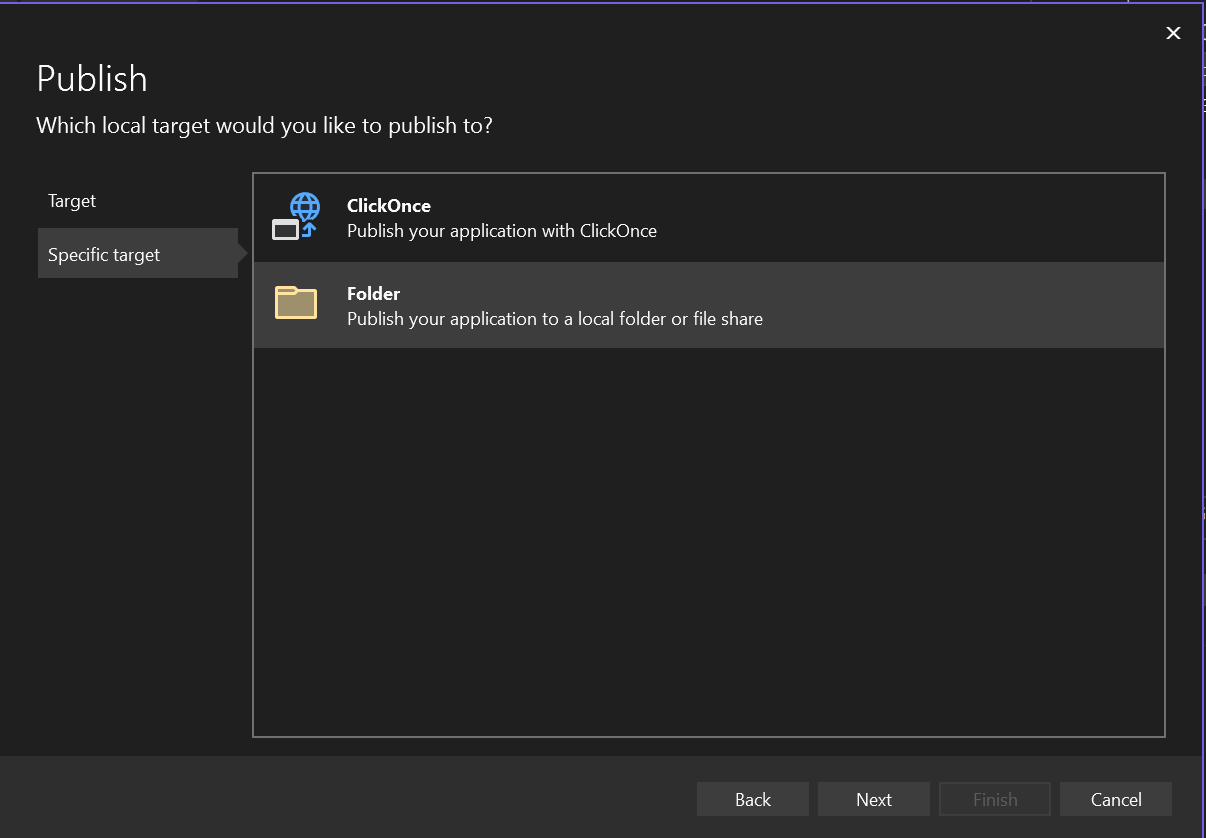 Publish
Which local target would you like to publish to?
Target
Specific target
ClickOnce
Publish your application with ClickOnce
Folder
Publish your application to a local folder or file share
Back
Next
Finish
Cancel